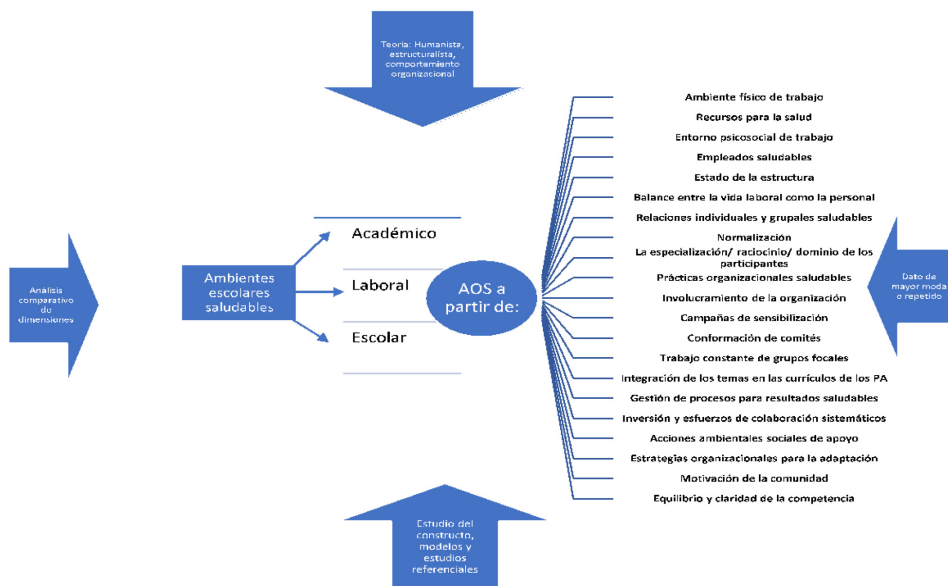 Teoría: Humanista,
estructuralista,
comportamiento
organizacional
Análisis
comparativo
de
dimensiones
Ambientes
escolares
saludables
Académico
Laboral
Escolar
AOS a
partir de:
Ambiente físico de trabajo
Recursos para la salud
Entorno psicosocial de trabajo
Empleados saludables
Estado de la estructura
Balance entre la vida laboral como la personal
Relaciones individuales y grupales saludables
Normalización
La especialización/ raciocinio/ dominio de los
participantes
Prácticas organizacionales saludables
Involucramiento de la organización
Campañas de sensibilización
Conformación de comités
Trabajo constante de grupos focales
Integración de los temas en las currículos de los PA
Gestión de procesos para resultados saludables
Inversión y esfuerzos de colaboración sistemáticos
Acciones ambientales sociales de apoyo
Estrategias organizacionales para la adaptación
Motivación de la comunidad
Equilibrio y claridad de la competencia
Dato de
mayor moda
o repetido
Estudio del
constructo,
modelos y
estudios
referenciales